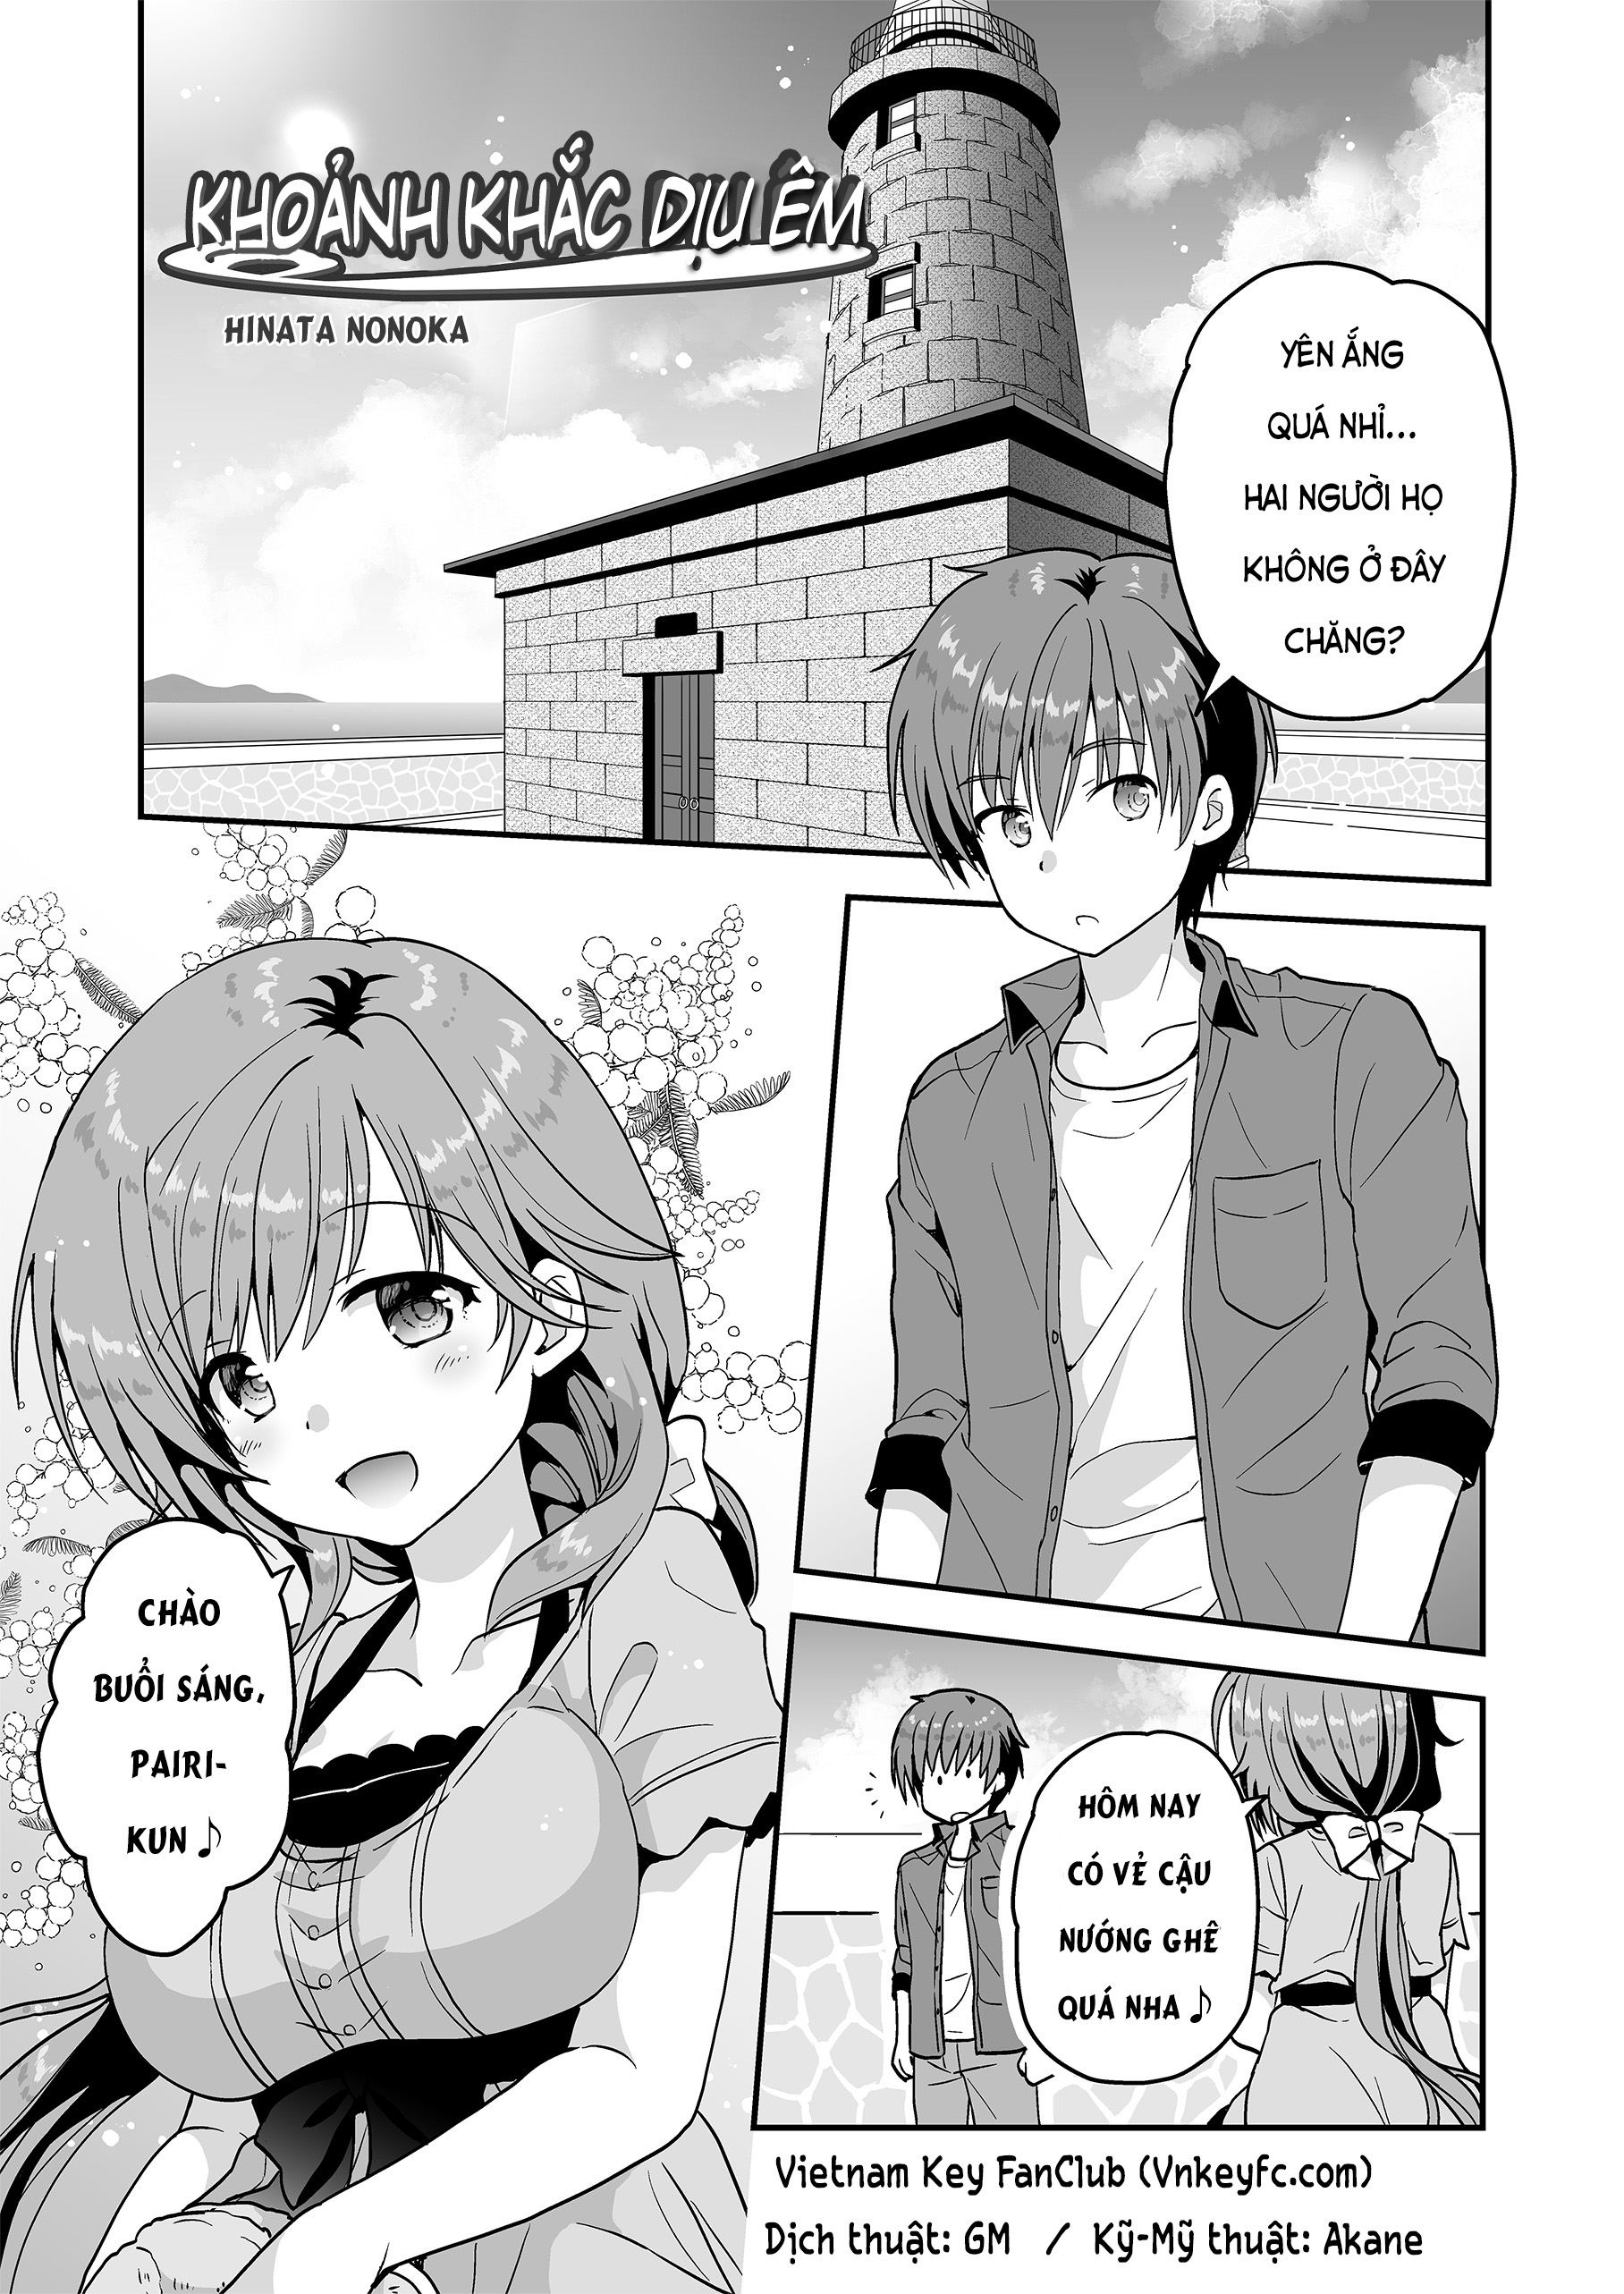 KHOẢNH KHẮC DỊU ÊM
HINATA NONOKA
YÊN ẮNG
QUÁ NHỈ...
HAI NGƯỜI HỌ
KHÔNG Ở ĐÂY
CHĂNG?
CHÀO
BUỔI SÁNG,
PAIRI-
KUN♪
HÔM NAY
CÓ VẺ CẬU
NƯỚNG GHÊ
QUÁ NHA♪
Vietnam Key FanClub (Vnkeyfc.com)
Dịch thuật: GM / Kỹ-Mỹ thuật: Akane